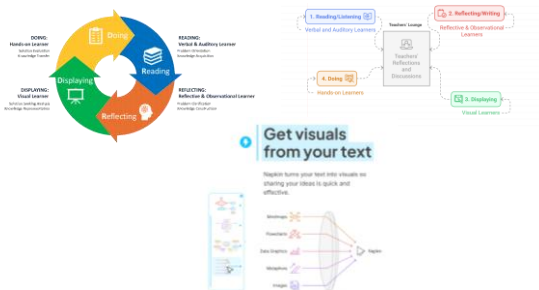 DOING:
Hands-on Learner
Solution Evaluation
Knowledge Transfer
READING:
Verbal & Auditory Learner
Problem Orientation
Knowledge Acquisition
DISPLAYING:
Visual Learner
Solution Seeking Analysis
Knowledge Representation
REFLECTING:
Reflective & Observational Learner
Problem Clarification
Knowledge Construction
Doing
Reading
Reflecting
Displaying
1. Reading/Listening
Verbal and Auditory Learners
2. Reflecting/Writing
Reflective & Observational
Learners
Teachers' Lounge
Teachers'
Reflections
and
Discussions
4. Doing
Hands-on Learners
3. Displaying
Visual Learners
Get visuals
from your text
Napkin turns your text into visuals so
sharing your ideas is quick and
effective.
Flowcharts
Data Graphics
Metaphors
Images
Napkin